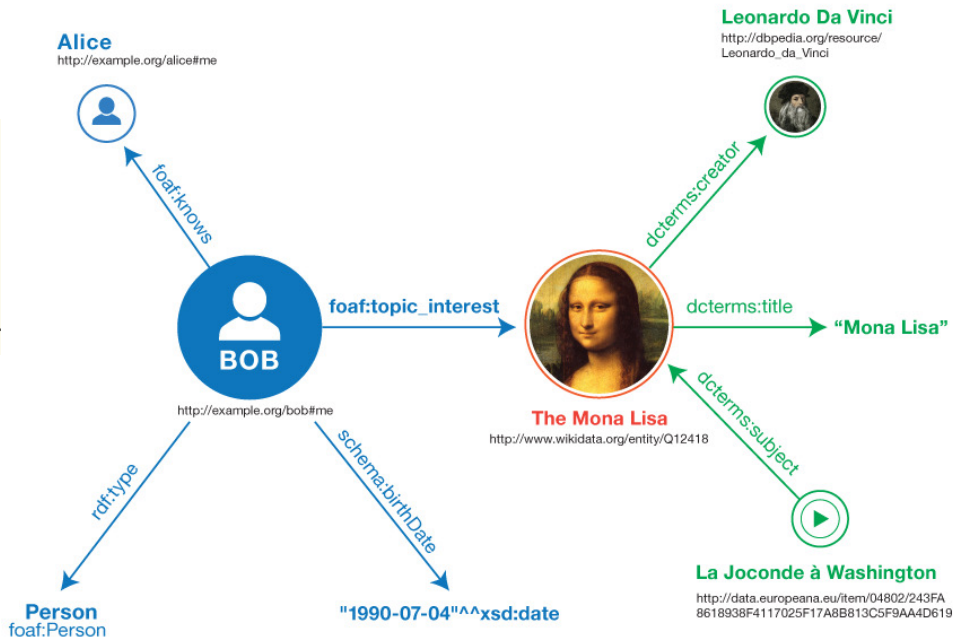 Alice
http://example.org/alice#me
Leonardo Da Vinci
http://dbpedia.org/resource/
Leonardo_da_Vinci
foaf:knows
dcterms:creator
BOB
http://example.org/bob#me
foaf:topic_interest
dcterms:title
“Mona Lisa”
The Mona Lisa
http://www.wikidata.org/entity/Q12418
dcterms:subject
rdf:type
schema:birthDate
Person
foaf:Person
"1990-07-04"^^xsd:date
La Joconde à Washington
http://data.europeana.eu/item/04802/243FA
8618938F4117025F17A8B813C5F9AA4D619